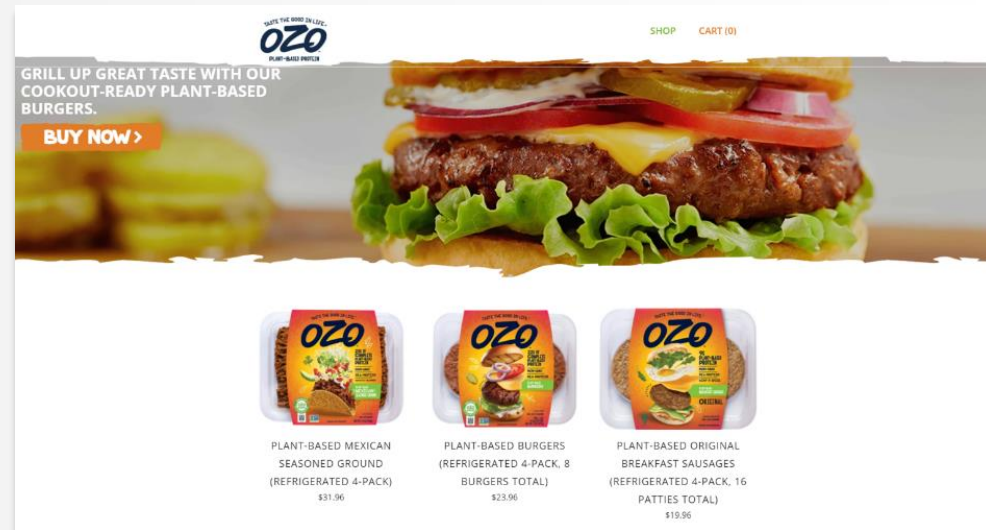 TASTE THE GOOD IN LIFE
OZO
PLANT-BASED PROTEIN
SHOP
CART (0)
GRILL UP GREAT TASTE WITH OUR
COOKOUT-READY PLANT-BASED
BURGERS.
BUY NOW >
OZO
OZO
OZO
ORIGINAL
PLANT-BASED MEXICAN
SEASONED GROUND
(REFRIGERATED 4-PACK)
$31.96
PLANT-BASED BURGERS
(REFRIGERATED 4-PACK, 8
BURGERS TOTAL)
$23.96
PLANT-BASED ORIGINAL
BREAKFAST SAUSAGES
(REFRIGERATED 4-PACK, 16
PATTIES TOTAL)
$19.96